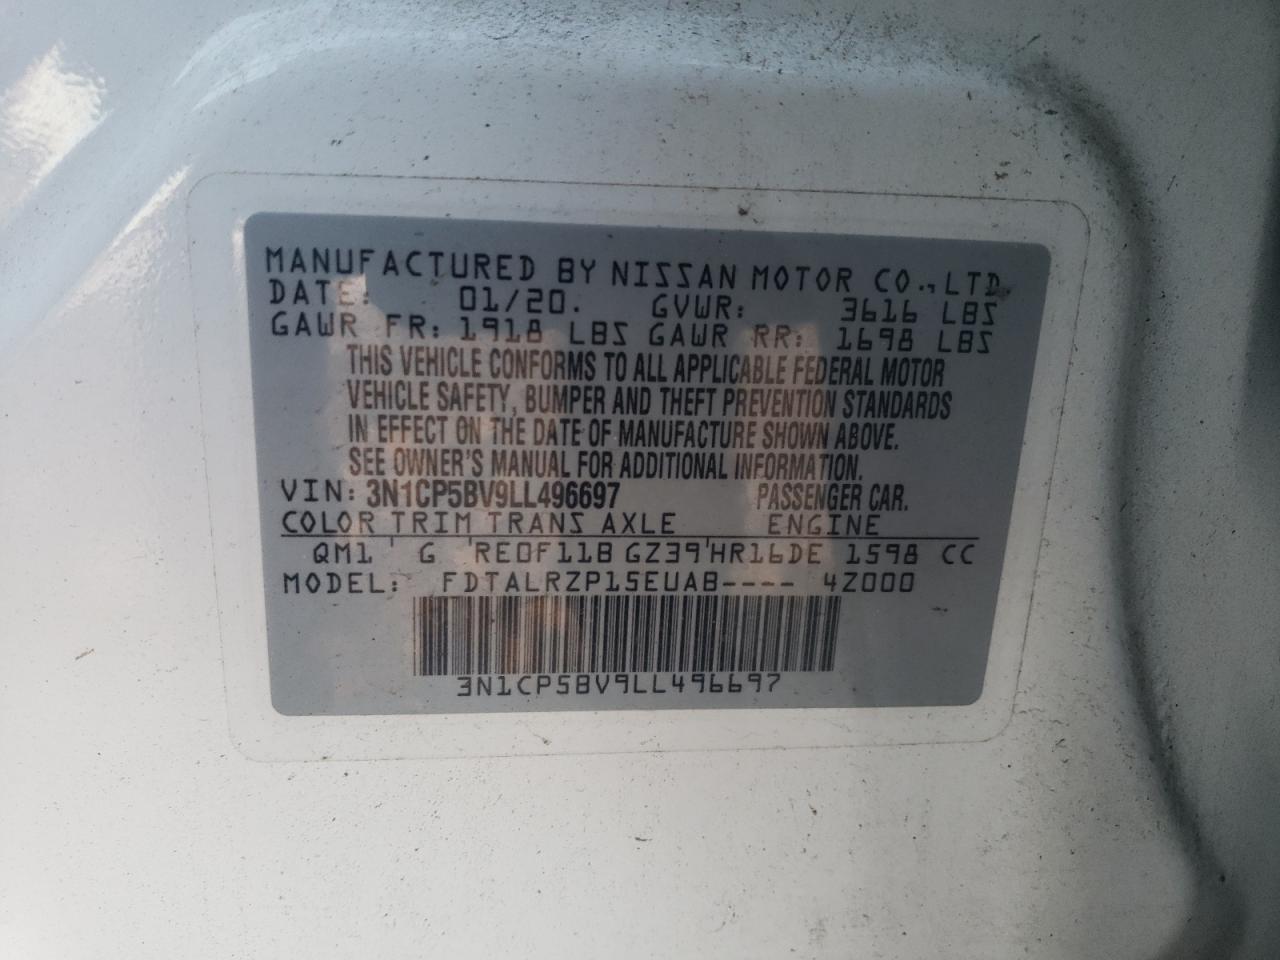 MANUFACTURED BY NISSAN MOTOR CO., LTD.
DATE: 01/20. GVWR: 3616 LBS
GAWR FR: 1918 LBS GAWR RR: 1698 LBS
THIS VEHICLE CONFORMS TO ALL APPLICABLE FEDERAL MOTOR
VEHICLE SAFETY, BUMPER AND THEFT PREVENTION STANDARDS
IN EFFECT ON THE DATE OF MANUFACTURE SHOWN ABOVE.
SEE OWNER'S MANUAL FOR ADDITIONAL INFORMATION.
VIN: 3N1CP5BV9LL496697 PASSENGER CAR.
COLOR TRIM TRANS AXLE ENGINE
QM1 ' G ' RE0F11B GZ39'HR16DE 1598 CC
MODEL: FDTALRZP15EUAB---- 4Z000
3N1CP5BV9LL496697